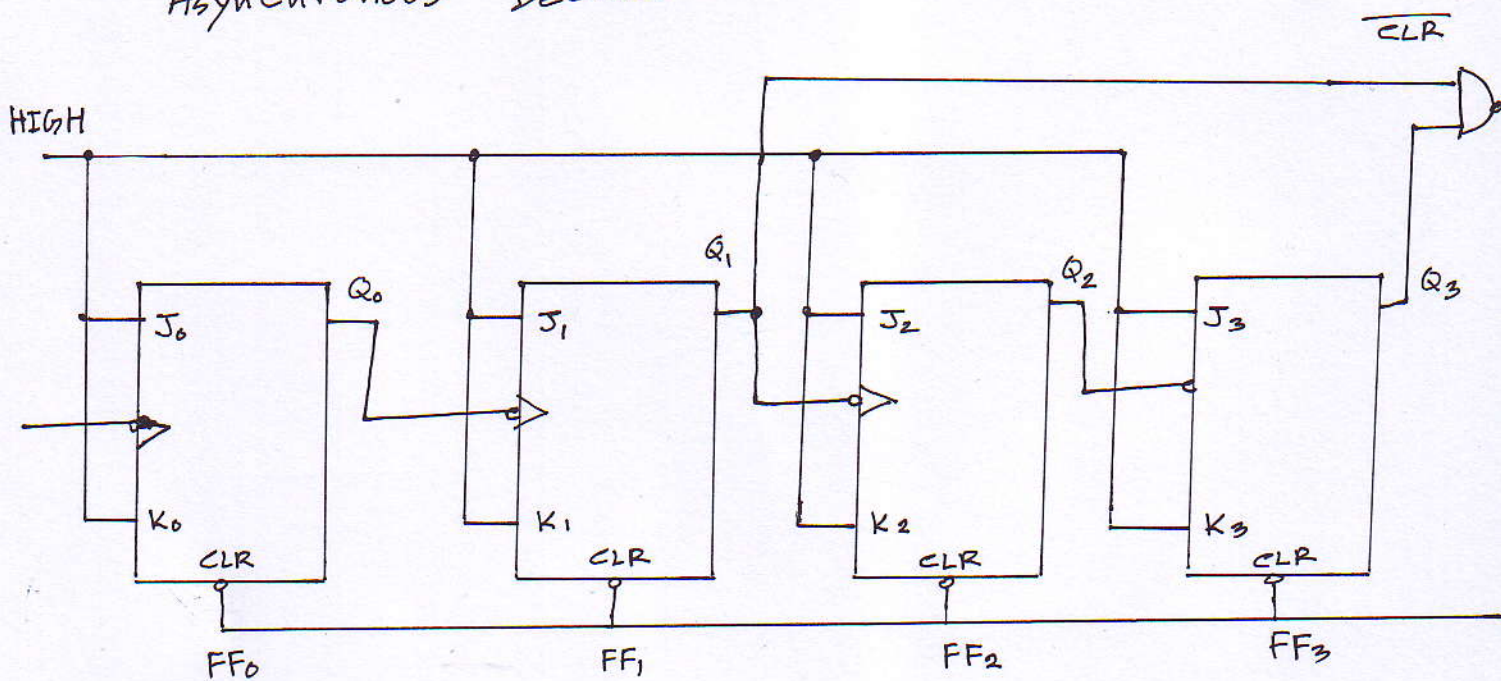 Asynchronous
CLR
HIGH
Q0 Q1 Q2 Q3
J0 J1 J2 J3
K0 K1 K2 K3
CLR CLR CLR CLR
FF0 FF1 FF2 FF3